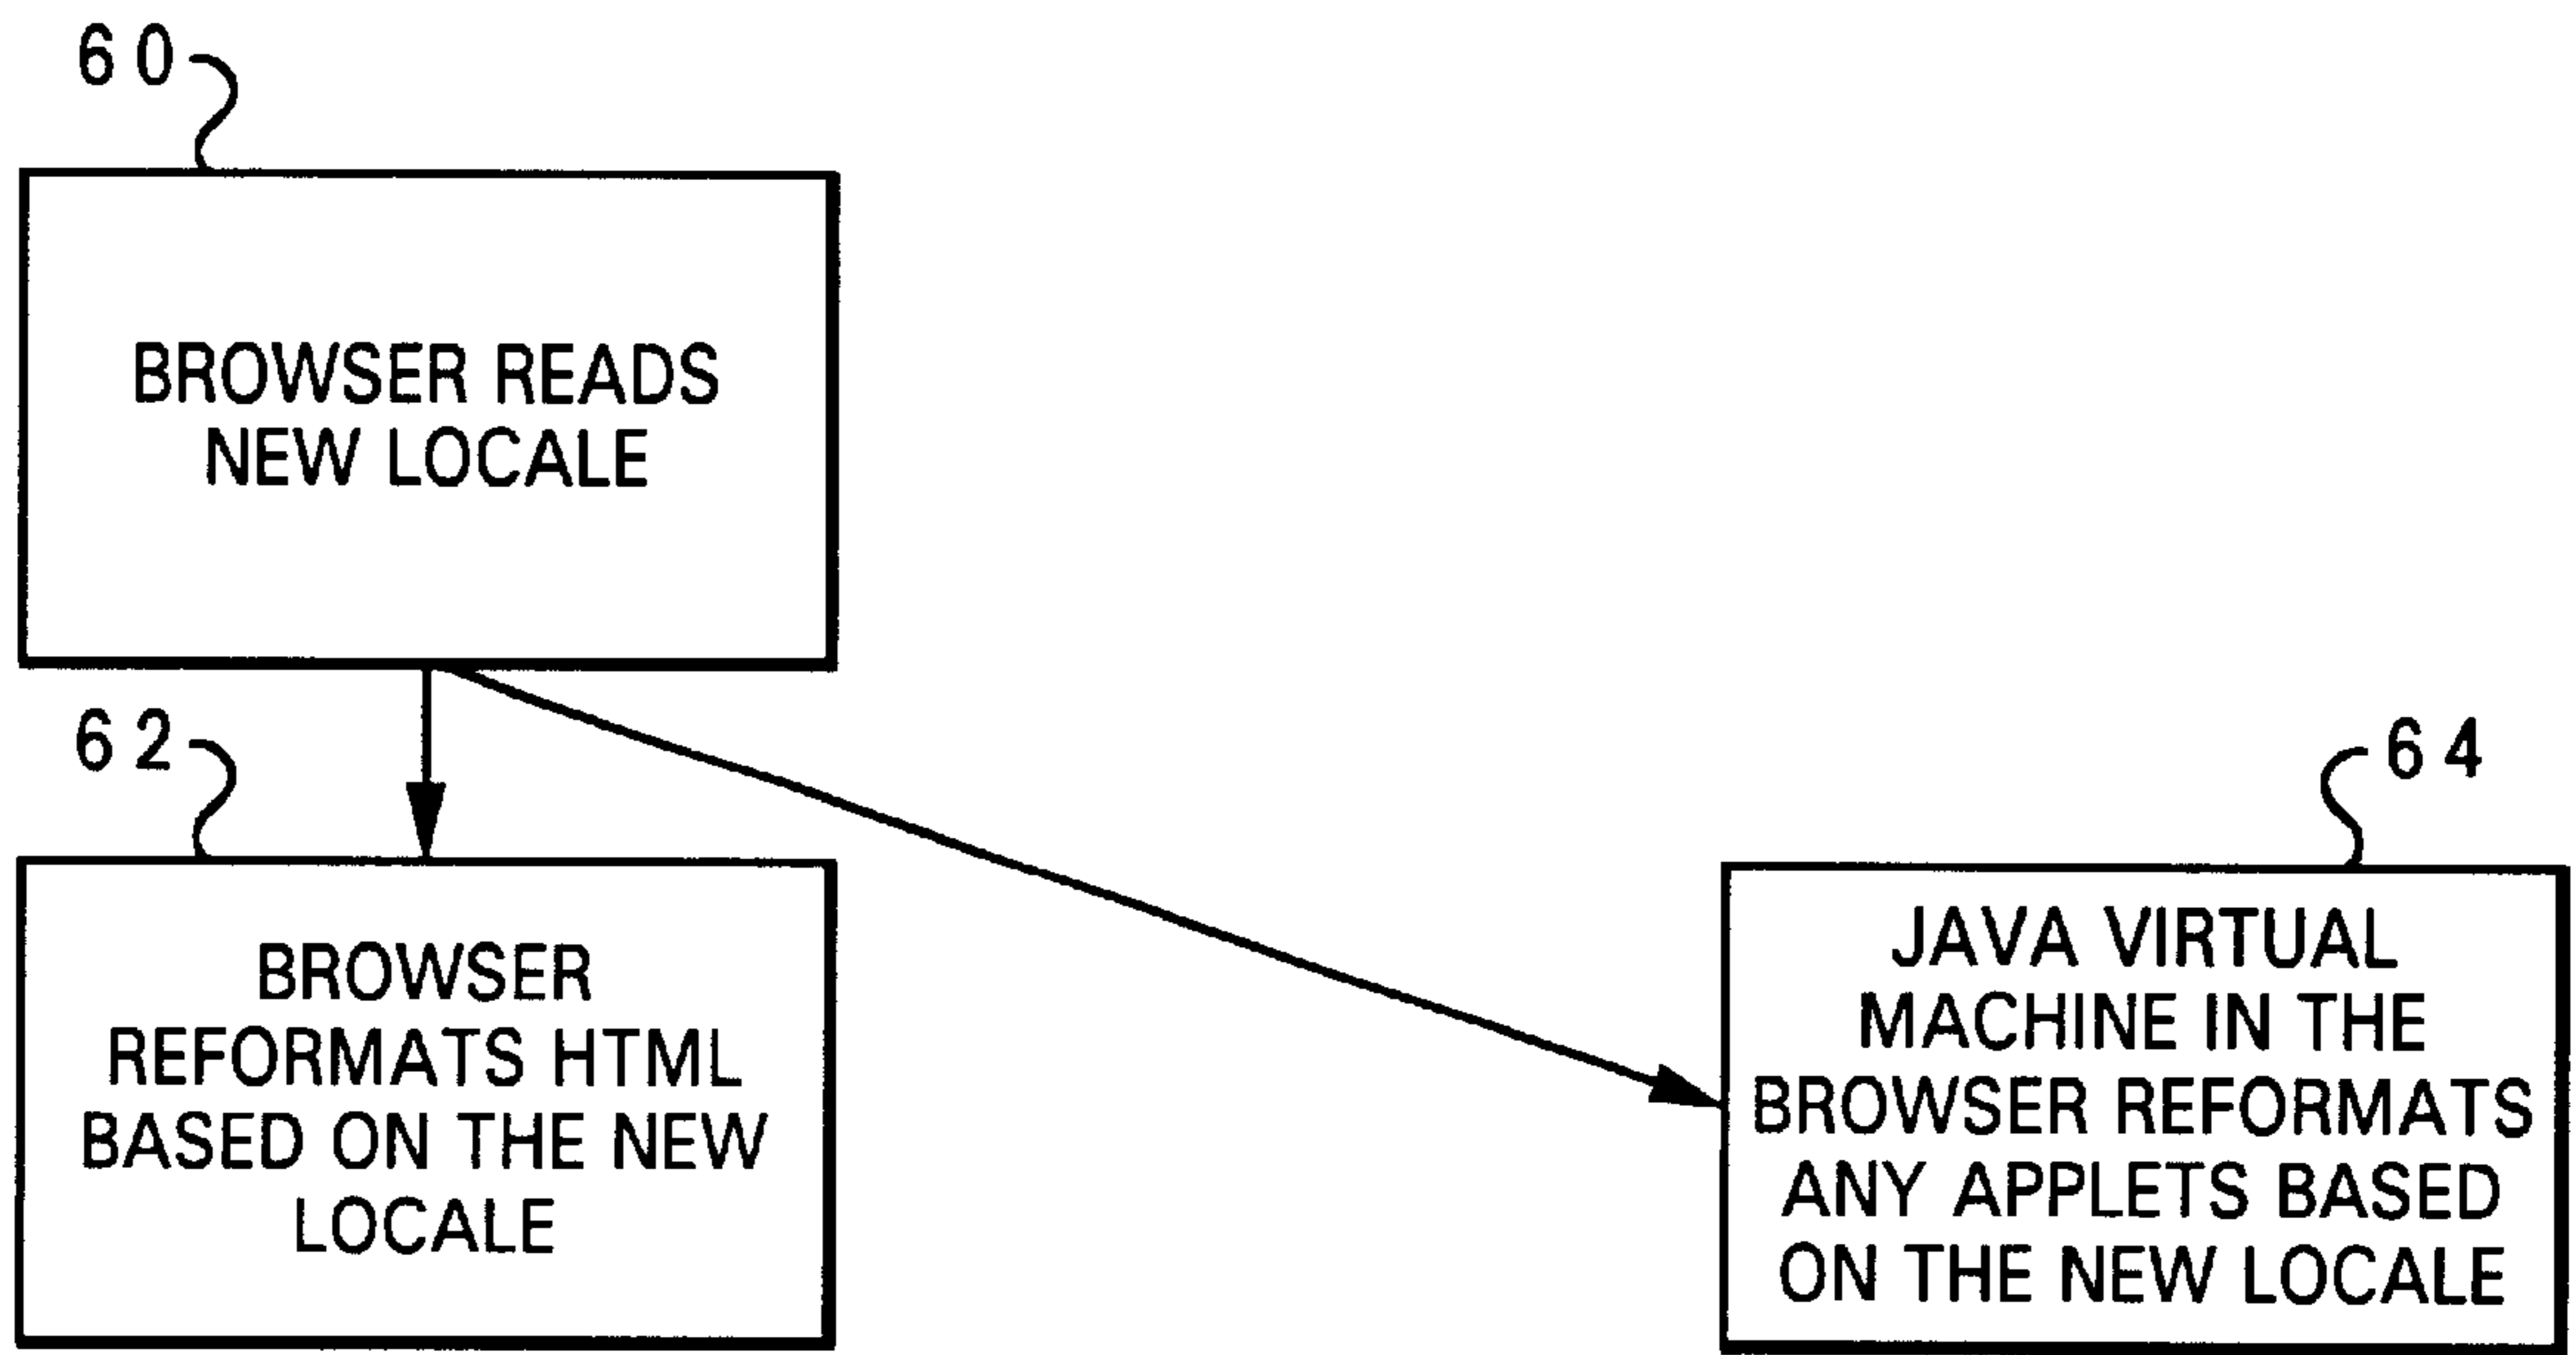 60
BROWSER READS
NEW LOCALE
62
BROWSER
REFORMATS HTML
BASED ON THE NEW
LOCALE
64
JAVA VIRTUAL
MACHINE IN THE
BROWSER REFORMATS
ANY APPLETS BASED
ON THE NEW LOCALE